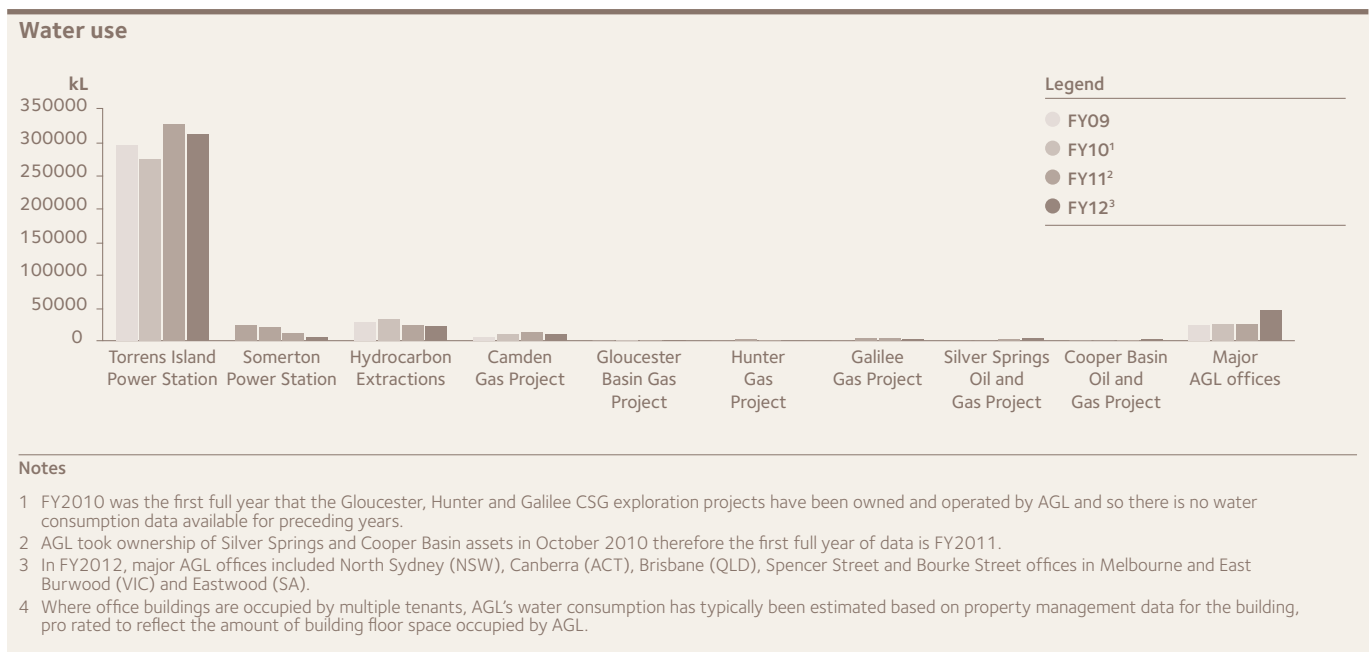 Water use
kL
350000
300000
250000
200000
150000
100000
50000
0
Legend
FY09
FY10¹
FY11²
FY12³
Torrens Island
Power Station
Somerton
Power Station
Hydrocarbon
Extractions
Camden
Gas Project
Gloucester
Basin Gas
Project
Hunter
Gas
Project
Galilee
Gas Project
Silver Springs
Oil and
Gas Project
Cooper Basin
Oil and
Gas Project
Major
AGL offices
Notes
1 FY2010 was the first full year that the Gloucester, Hunter and Galilee CSG exploration projects have been owned and operated by AGL and so there is no water
consumption data available for preceding years.
2 AGL took ownership of Silver Springs and Cooper Basin assets in October 2010 therefore the first full year of data is FY2011.
3 In FY2012, major AGL offices included North Sydney (NSW), Canberra (ACT), Brisbane (QLD), Spencer Street and Bourke Street offices in Melbourne and East
Burwood (VIC) and Eastwood (SA).
4 Where office buildings are occupied by multiple tenants, AGL’s water consumption has typically been estimated based on property management data for the building,
pro rated to reflect the amount of building floor space occupied by AGL.